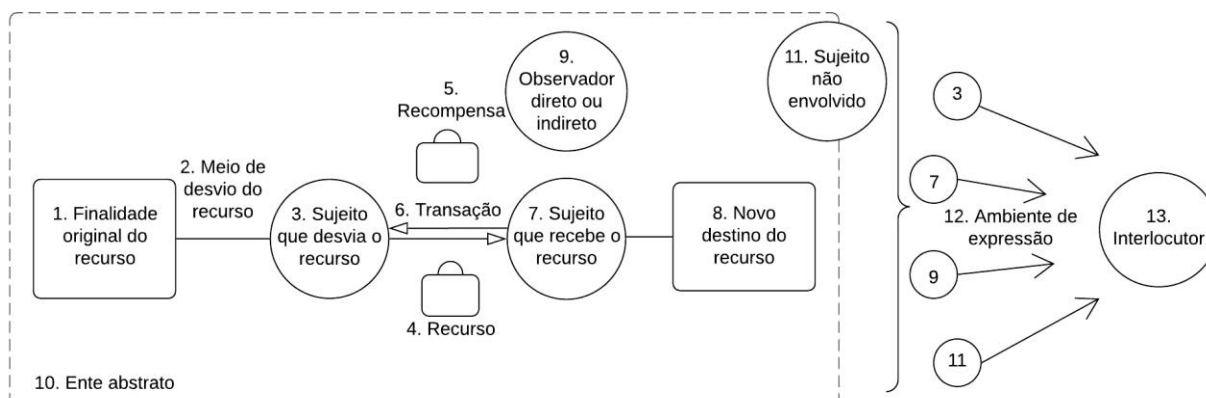 9.
Observador
direto ou
indireto
11. Sujeito
não
envolvido
5.
Recompensa
3
2. Meio de
desvio do
recurso
1. Finalidade
original do
recurso
3. Sujeito
que desvia o
recurso
6. Transação
7. Sujeito
que recebe o
recurso
8. Novo
destino do
recurso
7
12. Ambiente de
expressão
13.
Interlocutor
9
4. Recurso
11
10. Ente abstrato